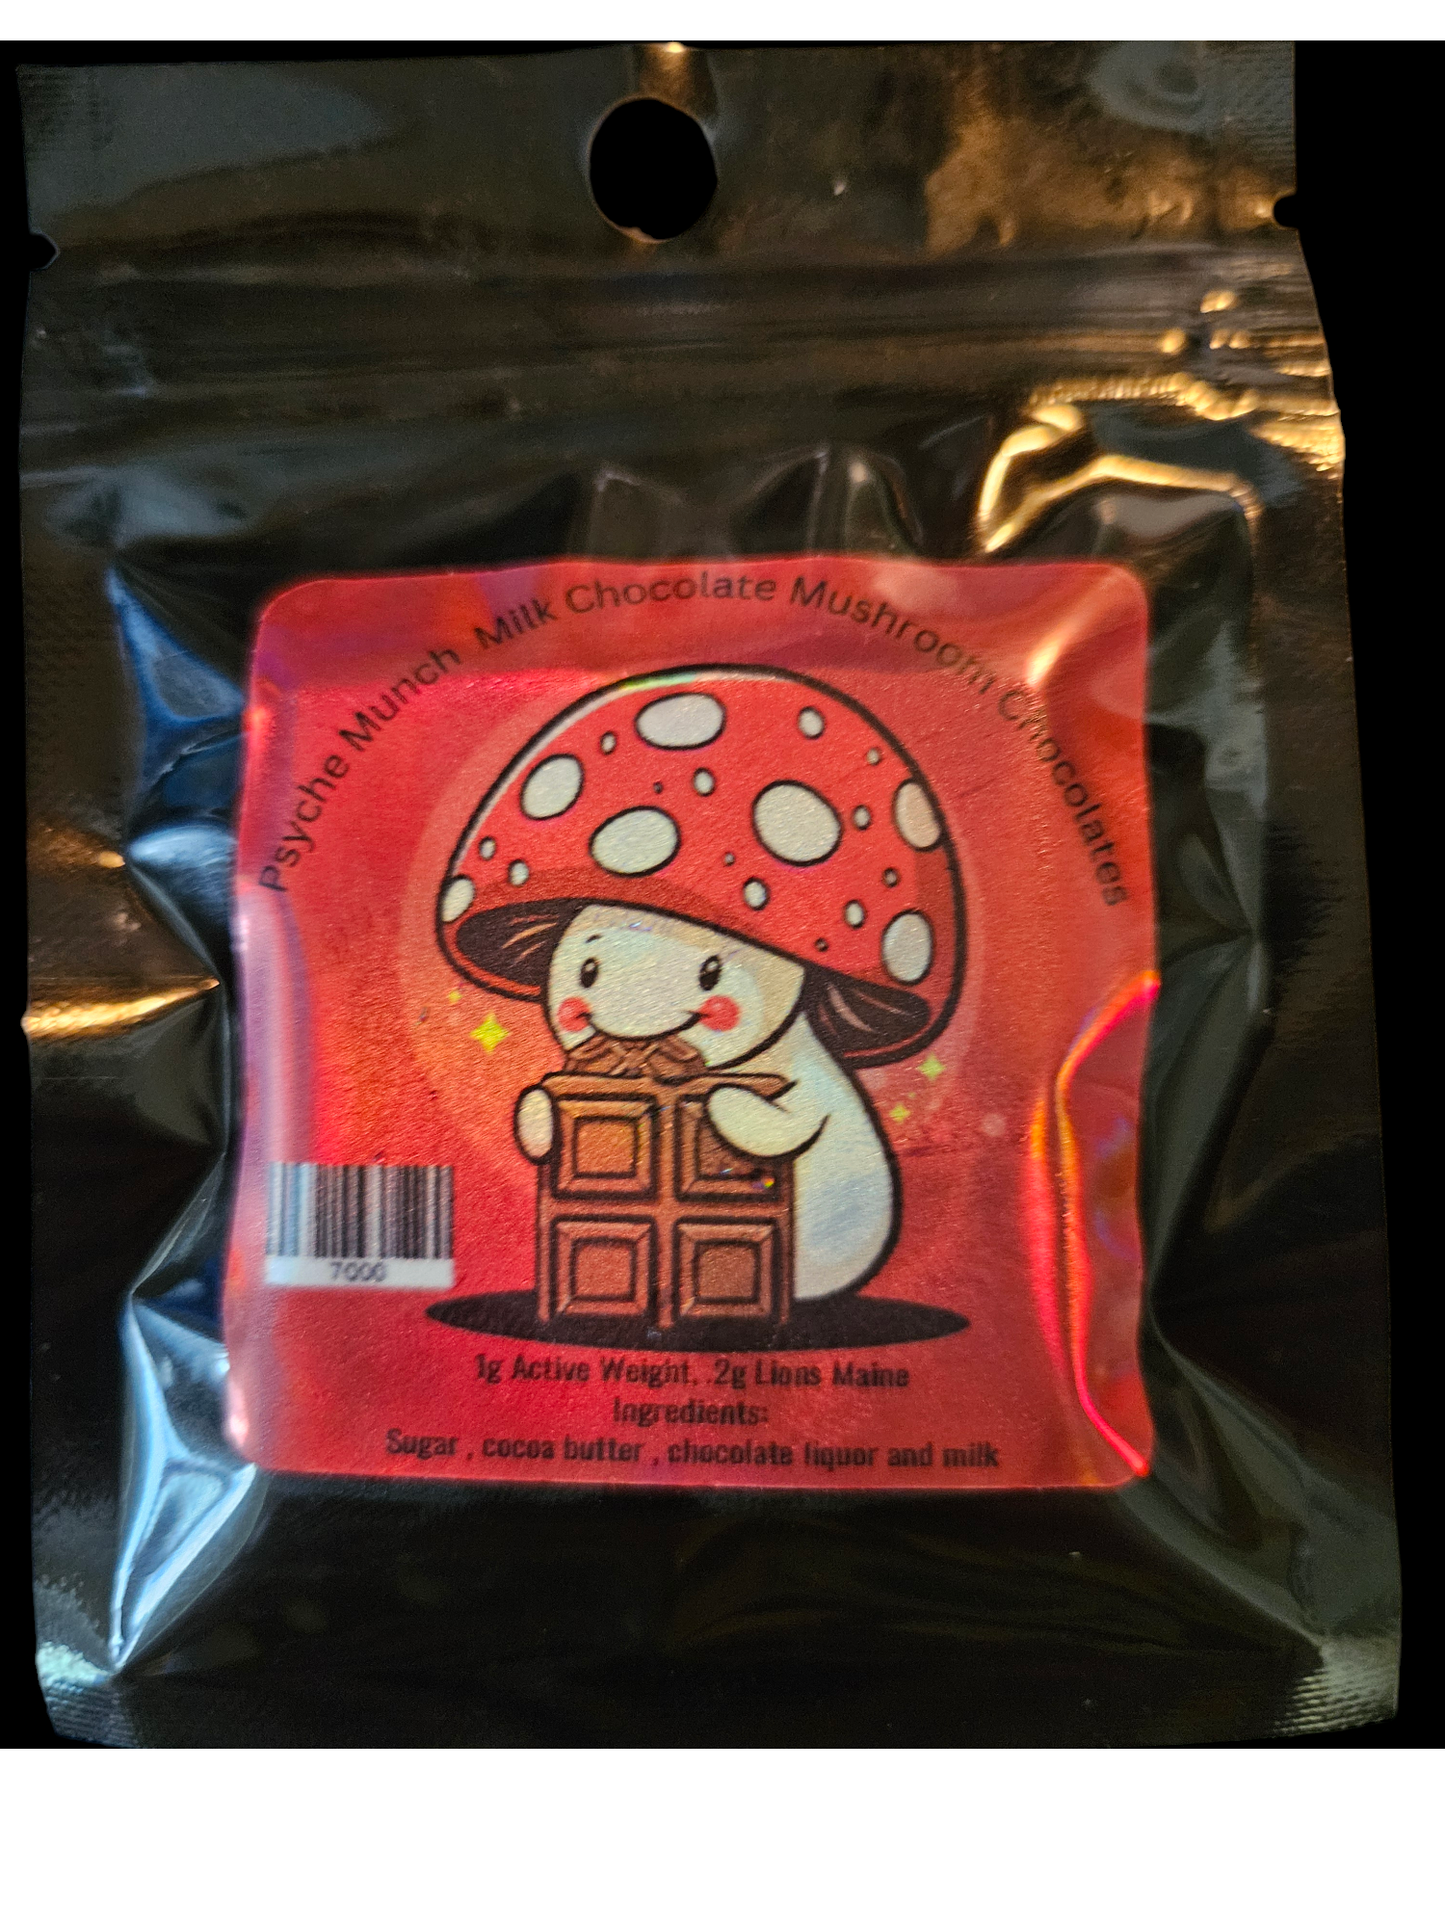 Psyche Munch Milk Chocolate Mushroom Chocolates
7000
1g Active Weight, .2g Lions Maine
Ingredients:
Sugar , cocoa butter , chocolate liquor and milk